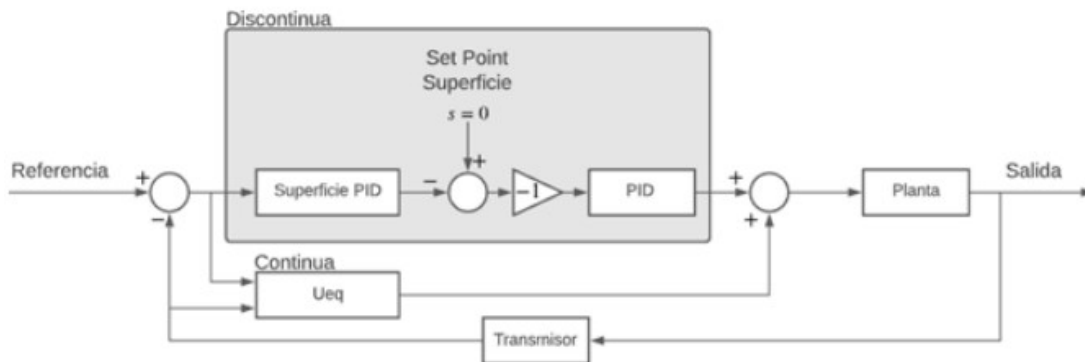 Discontinua
Set Point
Superficie
s = 0
Referencia
+
−
Superficie PID
−
+
−1
PID
+
+
Planta
Salida
Continua
Ueq
Transmisor